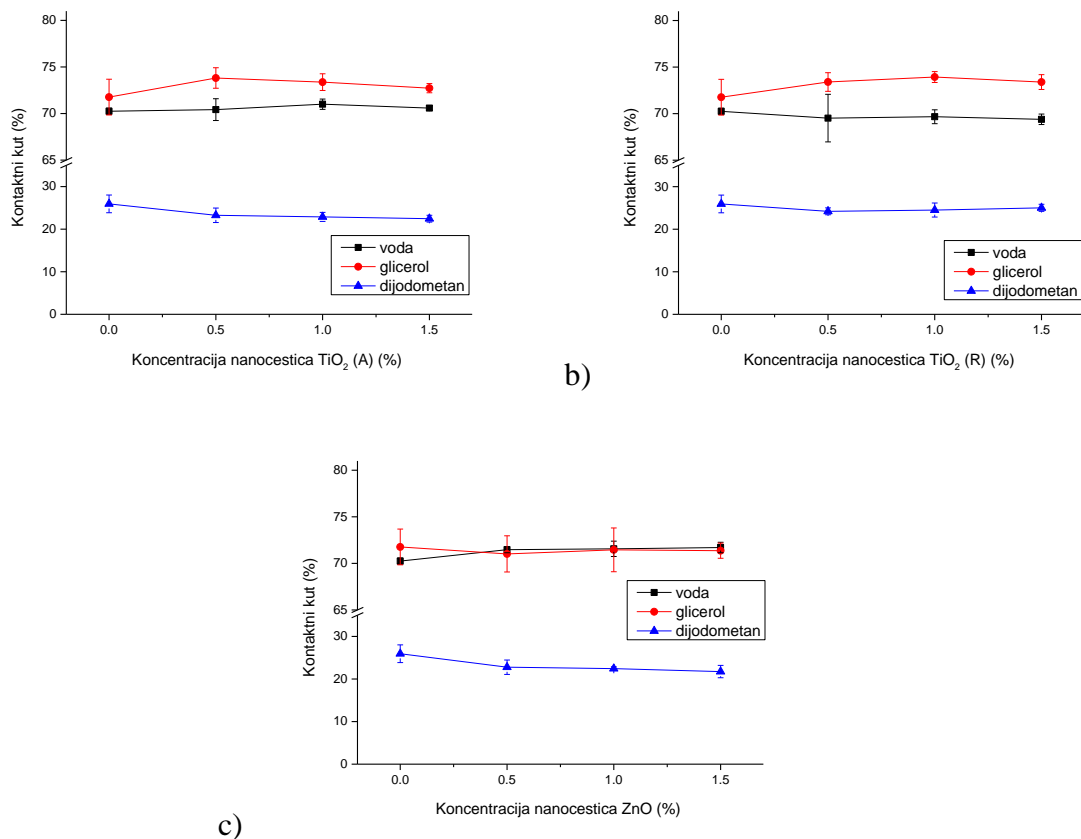 80
75
70
65
30
20
10
0
Kontaktni kut (%)
voda
glicerol
dijodometan
0.0 0.5 1.0 1.5
Koncentracija nanocestica TiO₂ (A) (%)
b)
80
75
70
65
30
20
10
0
Kontaktni kut (%)
voda
glicerol
dijodometan
0.0 0.5 1.0 1.5
Koncentracija nanocestica TiO₂ (R) (%)
c)
80
75
70
65
30
20
10
0
Kontaktni kut (%)
voda
glicerol
dijodometan
0.0 0.5 1.0 1.5
Koncentracija nanocestica ZnO (%)